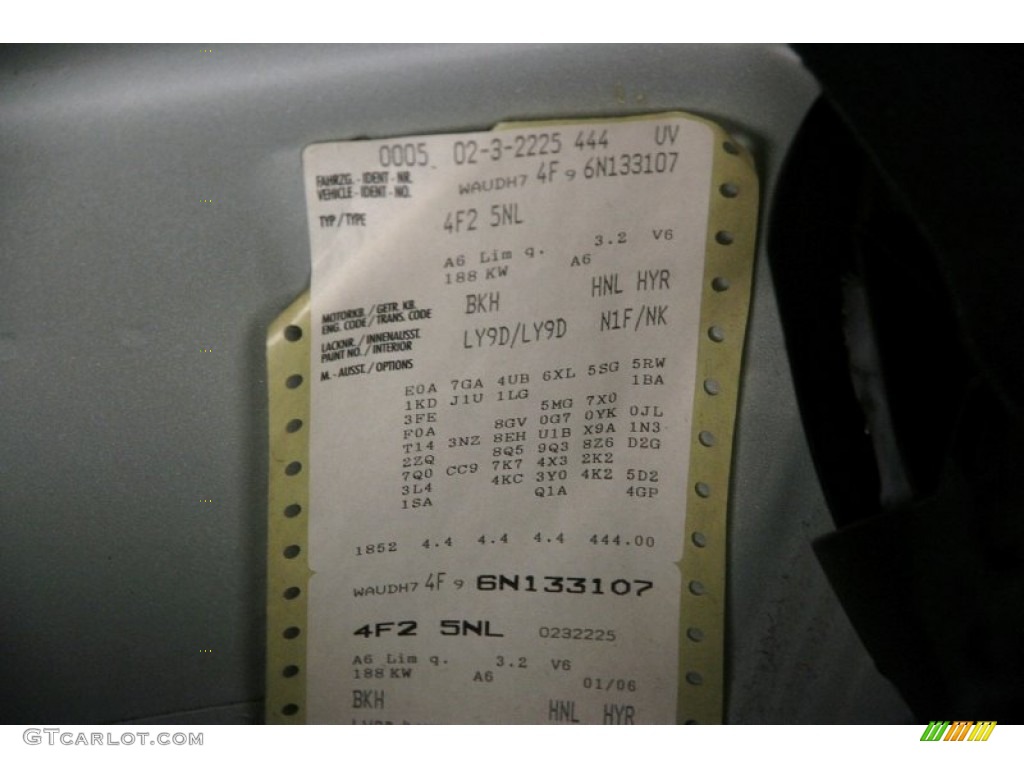 0005 02-3-2225 444 UV
FAHRZG. - IDENT - NR.
VEHICLE - IDENT - NO. WAUDH7 4F 9 6N133107
TYP / TYPE 4F2 5NL
A6 Lim q. 3.2 V6
188 KW A6
MOTORKB. / GETR. KB.
ENG. CODE / TRANS. CODE BKH HNL HYR
LACKNR. / INNENAUSST.
PAINT NO. / INTERIOR LY9D/LY9D N1F/NK
M. - AUSST. / OPTIONS
E0A 7GA 4UB 6XL 5SG 5RW
1KD J1U 1LG 1BA
3FE 5MG 7X0
F0A 8GV 0G7 0YK 0JL
T14 3NZ 8EH U1B X9A 1N3
2ZQ 8Q5 9Q3 8Z6 D2G
7Q0 CC9 7K7 4X3 2K2
3L4 4KC 3Y0 4K2 5D2
1SA Q1A 4GP
1852 4.4 4.4 4.4 444.00
WAUDH7 4F 9 6N133107
4F2 5NL 0232225
A6 Lim q. 3.2 V6
188 KW A6
01/06
BKH HNL HYR
GTcarlot.com